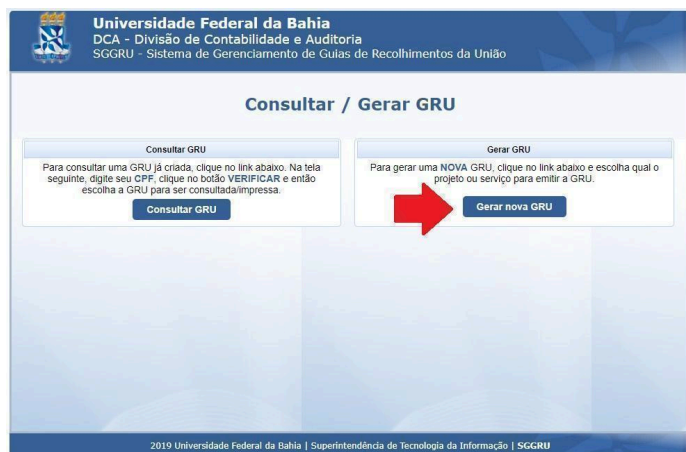 Universidade Federal da Bahia
DCA - Divisão de Contabilidade e Auditoria
SGGRU - Sistema de Gerenciamento de Guias de Recolhimentos da União
Consultar / Gerar GRU
Consultar GRU
Para consultar uma GRU já criada, clique no link abaixo. Na tela
seguinte, digite seu CPF, clique no botão VERIFICAR e então
escolha a GRU para ser consultada/impressa.
Consultar GRU
Gerar GRU
Para gerar uma NOVA GRU, clique no link abaixo e escolha qual o
projeto ou serviço para emitir a GRU.
Gerar nova GRU
2019 Universidade Federal da Bahia | Superintendência de Tecnologia da Informação | SGGRU